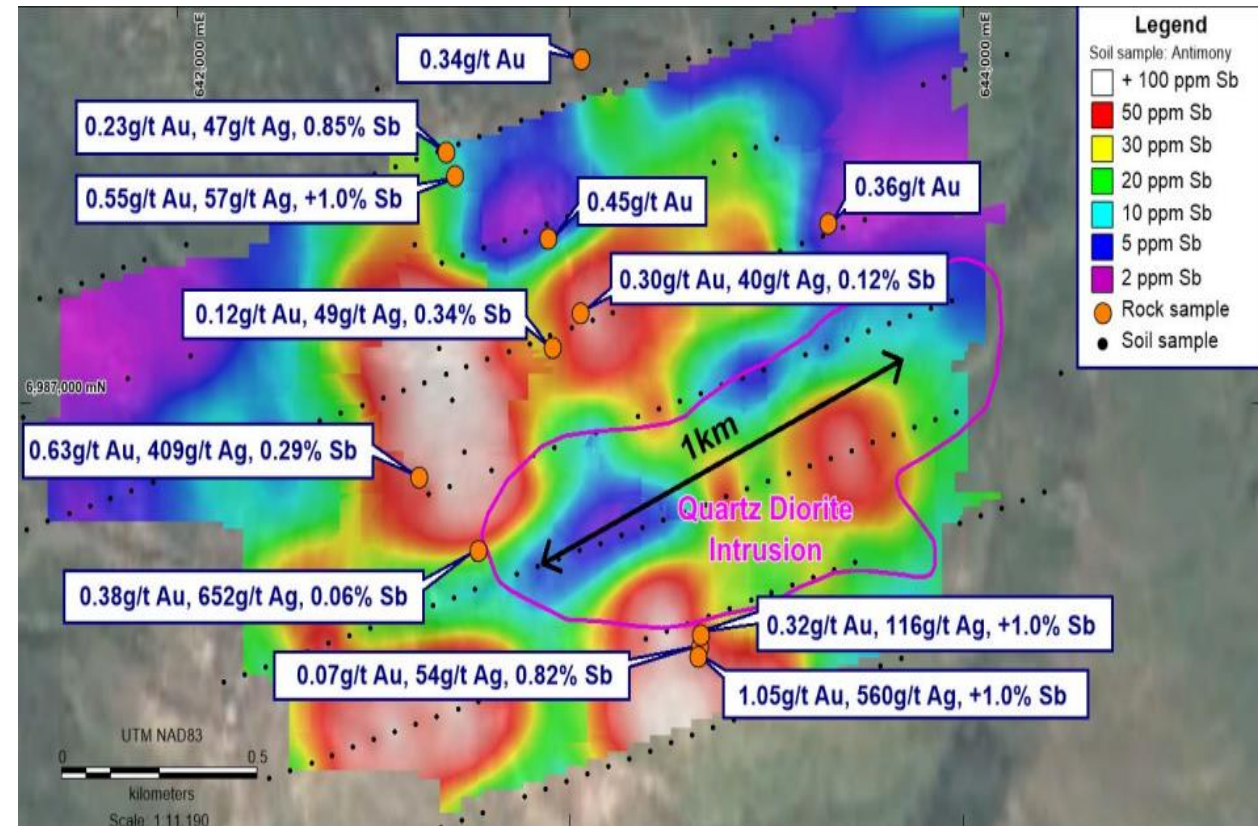 642,000 mE
644,000 mE
6,987,000 mN
0.34g/t Au
0.23g/t Au, 47g/t Ag, 0.85% Sb
0.55g/t Au, 57g/t Ag, +1.0% Sb
0.45g/t Au
0.36g/t Au
0.30g/t Au, 40g/t Ag, 0.12% Sb
0.12g/t Au, 49g/t Ag, 0.34% Sb
0.63g/t Au, 409g/t Ag, 0.29% Sb
1km
Quartz Diorite
Intrusion
0.38g/t Au, 652g/t Ag, 0.06% Sb
0.32g/t Au, 116g/t Ag, +1.0% Sb
0.07g/t Au, 54g/t Ag, 0.82% Sb
1.05g/t Au, 560g/t Ag, +1.0% Sb
UTM NAD83
0 0.5
kilometers
Scale: 1:11,190
Legend
Soil sample: Antimony
+ 100 ppm Sb
50 ppm Sb
30 ppm Sb
20 ppm Sb
10 ppm Sb
5 ppm Sb
2 ppm Sb
Rock sample
Soil sample